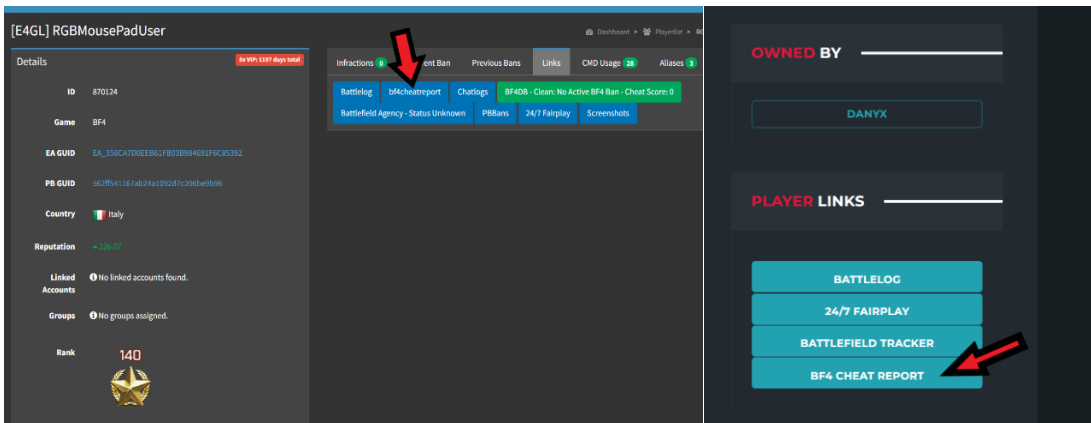 [E4GL] RGBMousePadUser
Dashboard > Playerlist >
Details
6x VIP: 1197 days total
ID 870124
Game BF4
EA GUID EA_356CA7D0EEB61FB03B984691F6C85392
PB GUID 562ff541167ab24a1092d7c206be9b96
Country Italy
Reputation 226.07
Linked Accounts No linked accounts found.
Groups No groups assigned.
Rank 140
Infractions 0 ent Ban Previous Bans Links CMD Usage 28 Aliases 3
Battlelog bf4cheatreport Chatlogs BF4DB - Clean: No Active BF4 Ban - Cheat Score: 0
Battlefield Agency - Status Unknown PBBans 24/7 Fairplay Screenshots
OWNED BY
DANYX
PLAYER LINKS
BATTLELOG
24/7 FAIRPLAY
BATTLEFIELD TRACKER
BF4 CHEAT REPORT